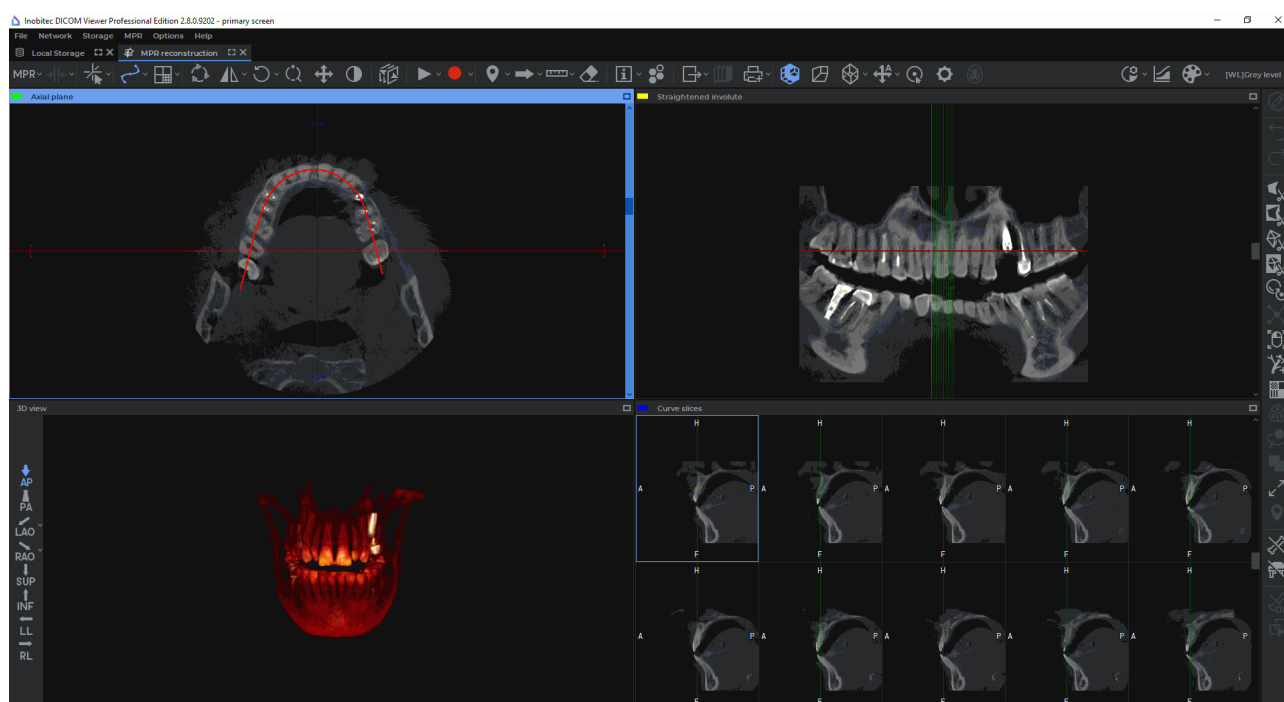 Inobitec DICOM Viewer Professional Edition 2.8.0.9202 - primary screen
File Network Storage MPR Options Help
Local Storage MPR reconstruction
MPR [WL]Grey level
Axial plane
Straightened involute
3D view
AP
PA
LAO
RAO
SUP
INF
LL
RL
Curve slices
H H H H H
A P A P A P A P A P
F F F F F
H H H H H
A P A P A P A P A P
F F F F F